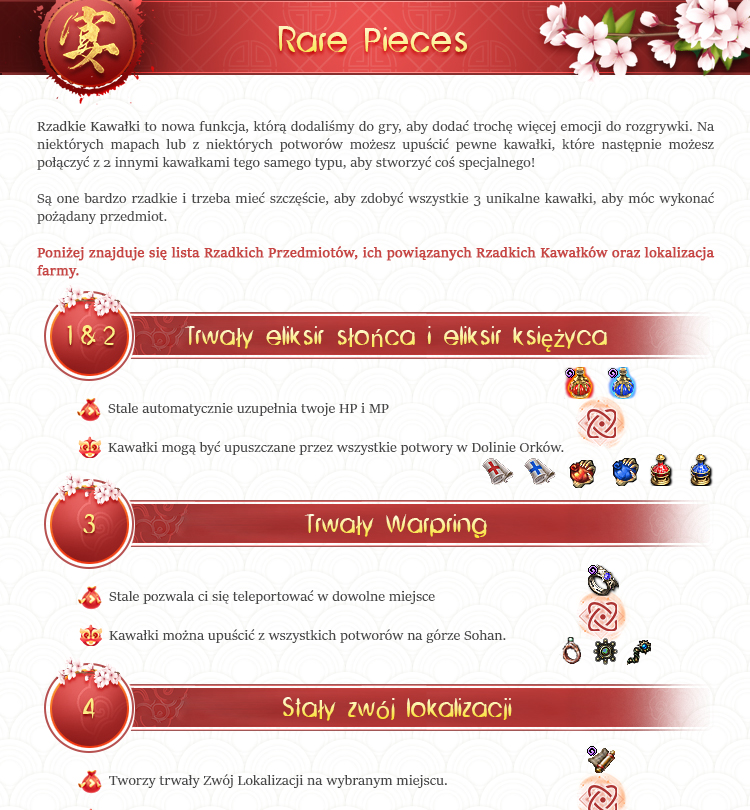 宴
Rare Pieces
Rzadkie Kawałki to nowa funkcja, którą dodaliśmy do gry, aby dodać trochę więcej emocji do rozgrywki. Na
niektórych mapach lub z niektórych potworów możesz upuścić pewne kawałki, które następnie możesz
połączyć z 2 innymi kawałkami tego samego typu, aby stworzyć coś specjalnego!
Są one bardzo rzadkie i trzeba mieć szczęście, aby zdobyć wszystkie 3 unikalne kawałki, aby móc wykonać
pożądany przedmiot.
Poniżej znajduje się lista Rzadkich Przedmiotów, ich powiązanych Rzadkich Kawałków oraz lokalizacja
farmy.
1 & 2
Trwały eliksir słońca i eliksir księżyca
Stale automatycznie uzupełnia twoje HP i MP
Kawałki mogą być upuszczane przez wszystkie potwory w Dolinie Orków.
3
Trwały Warpring
Stale pozwala ci się teleportować w dowolne miejsce
Kawałki można upuścić z wszystkich potworów na górze Sohan.
4
Stały zwój lokalizacji
Tworzy trwały Zwój Lokalizacji na wybranym miejscu.